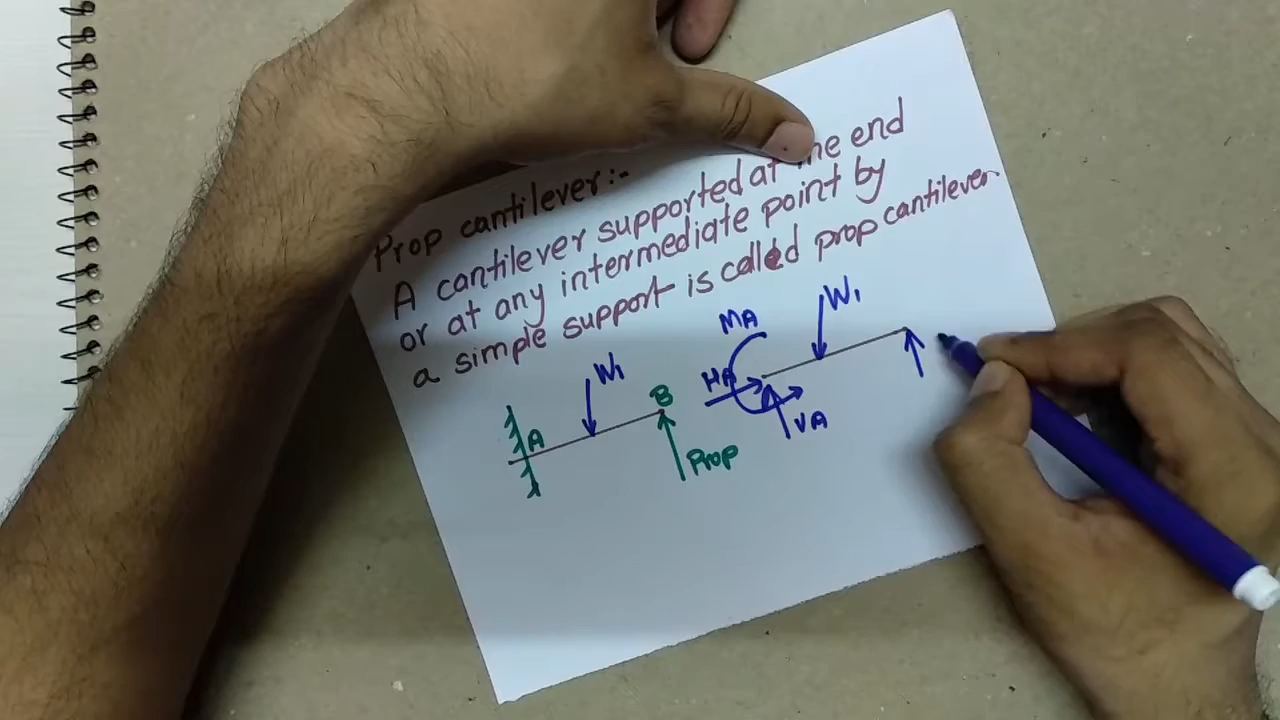 Prop cantilever:-
A cantilever supported at the end
or at any intermediate point by
a simple support is called prop cantilever
W1
MA
W1
HA
B
A
VA
Prop